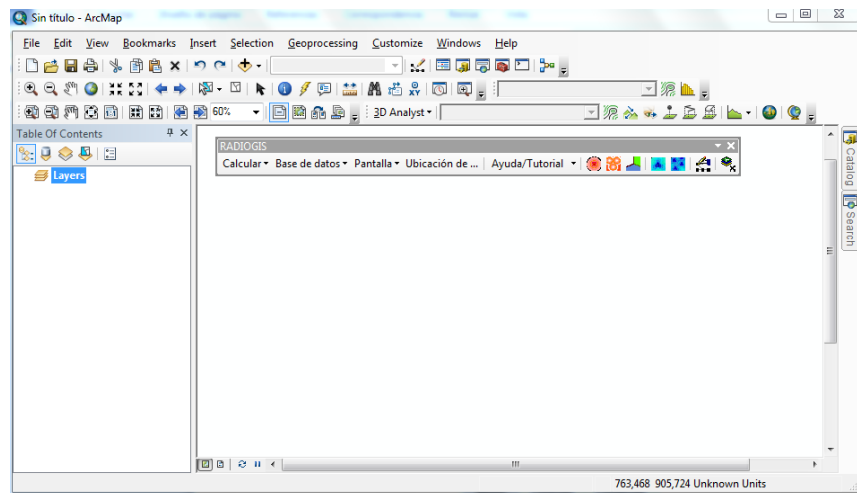 Sin título - ArcMap
File Edit View Bookmarks Insert Selection Geoprocessing Customize Windows Help
60% 3D Analyst
Table Of Contents
Layers
RADIOGIS
Calcular Base de datos Pantalla Ubicación de ... Ayuda/Tutorial
Catalog
Search
763,468 905,724 Unknown Units